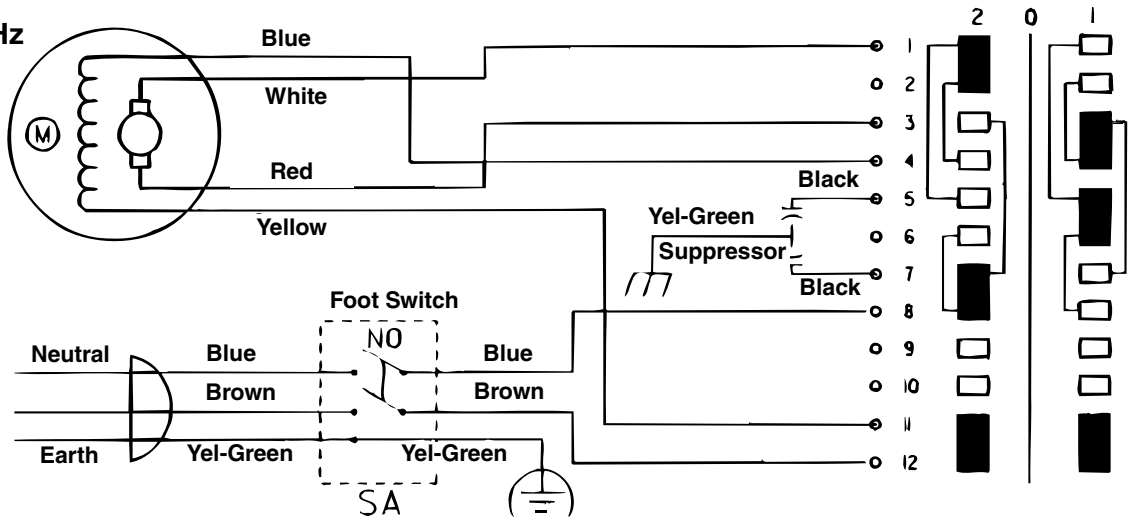 Hz
2 0 1
Blue
White
M
Red
Yellow
1
2
3
4
Black
5
Yel-Green
6
Suppressor
7
Black
8
Foot Switch
NO
Neutral
Blue
Blue
9
Brown
Brown
10
11
Earth
Yel-Green
Yel-Green
12
SA